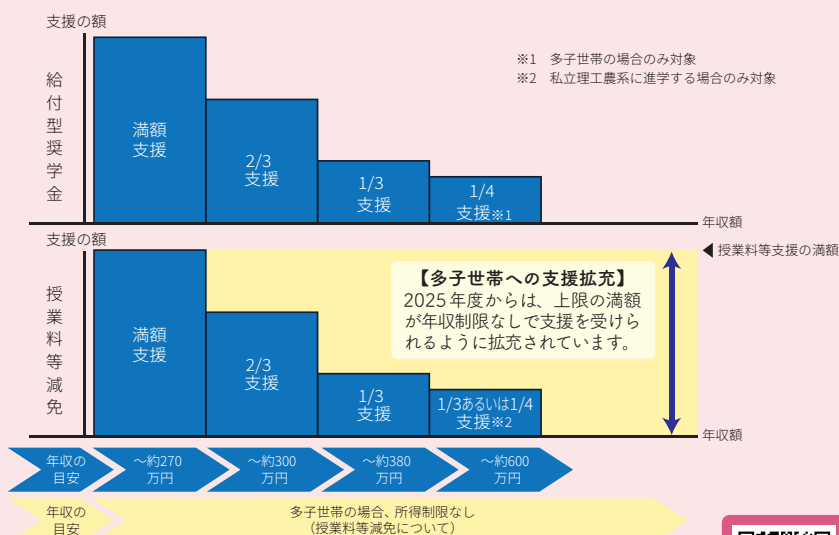 支援の額
給付型奨学金
※1 多子世帯の場合のみ対象
※2 私立理工農系に進学する場合のみ対象
満額
支援
2/3
支援
1/3
支援
1/4
支援※1
年収額
支援の額
授業料等支援の満額
授業料等減免
【多子世帯への支援拡充】
2025年度からは、上限の満額
が年収制限なしで支援を受けら
れるように拡充されています。
満額
支援
2/3
支援
1/3
支援
1/3あるいは1/4
支援※2
年収額
年収の
目安
～約270
万円
～約300
万円
～約380
万円
～約600
万円
年収の
目安
多子世帯の場合、所得制限なし
（授業料等減免について）